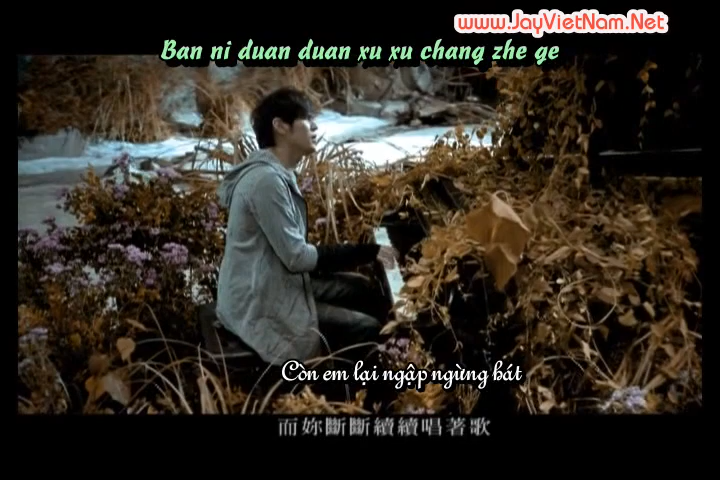 www.JayVietNam.Net
Ban ni duan duan xu xu chang zhe ge
Còn em lại ngập ngừng hát
而妳斷斷續續唱著歌